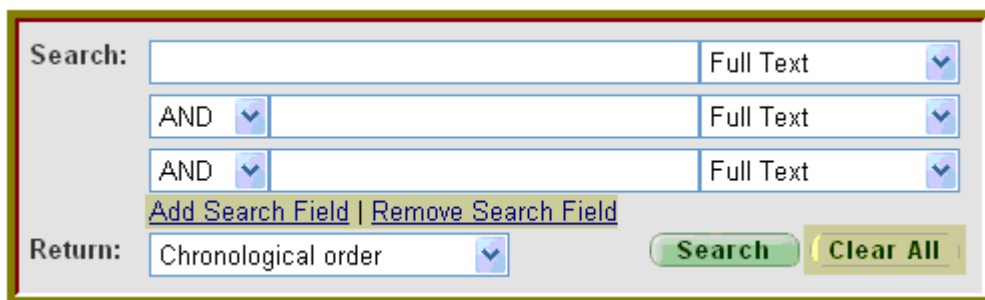 Search: Full Text
AND Full Text
AND Full Text
Add Search Field | Remove Search Field
Return: Chronological order Search Clear All